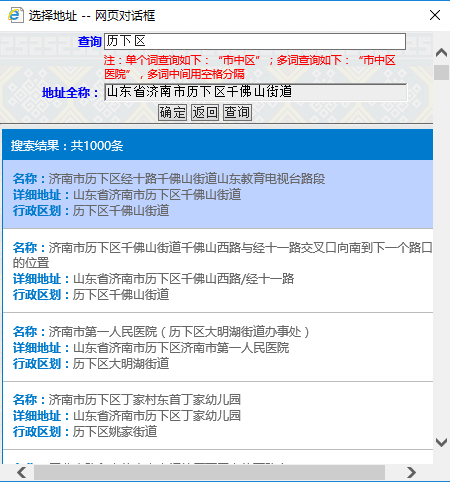 选择地址 -- 网页对话框
查询 历下区
注：单个词查询如下：“市中区”；多词查询如下：“市中区
医院”，多词中间用空格分隔
地址全称： 山东省济南市历下区千佛山街道
确定 返回 查询
搜索结果：共1000条
名称：济南市历下区经十路千佛山街道山东教育电视台路段
详细地址：山东省济南市历下区千佛山街道
行政区划：历下区千佛山街道
名称：济南市历下区千佛山街道千佛山西路与经十一路交叉口向南到下一个路口
的位置
详细地址：山东省济南市历下区千佛山西路/经十一路
行政区划：历下区千佛山街道
名称：济南市第一人民医院（历下区大明湖街道办事处）
详细地址：山东省济南市历下区济南市第一人民医院
行政区划：历下区大明湖街道
名称：济南市历下区丁家村东首丁家幼儿园
详细地址：山东省济南市历下区丁家幼儿园
行政区划：历下区姚家街道